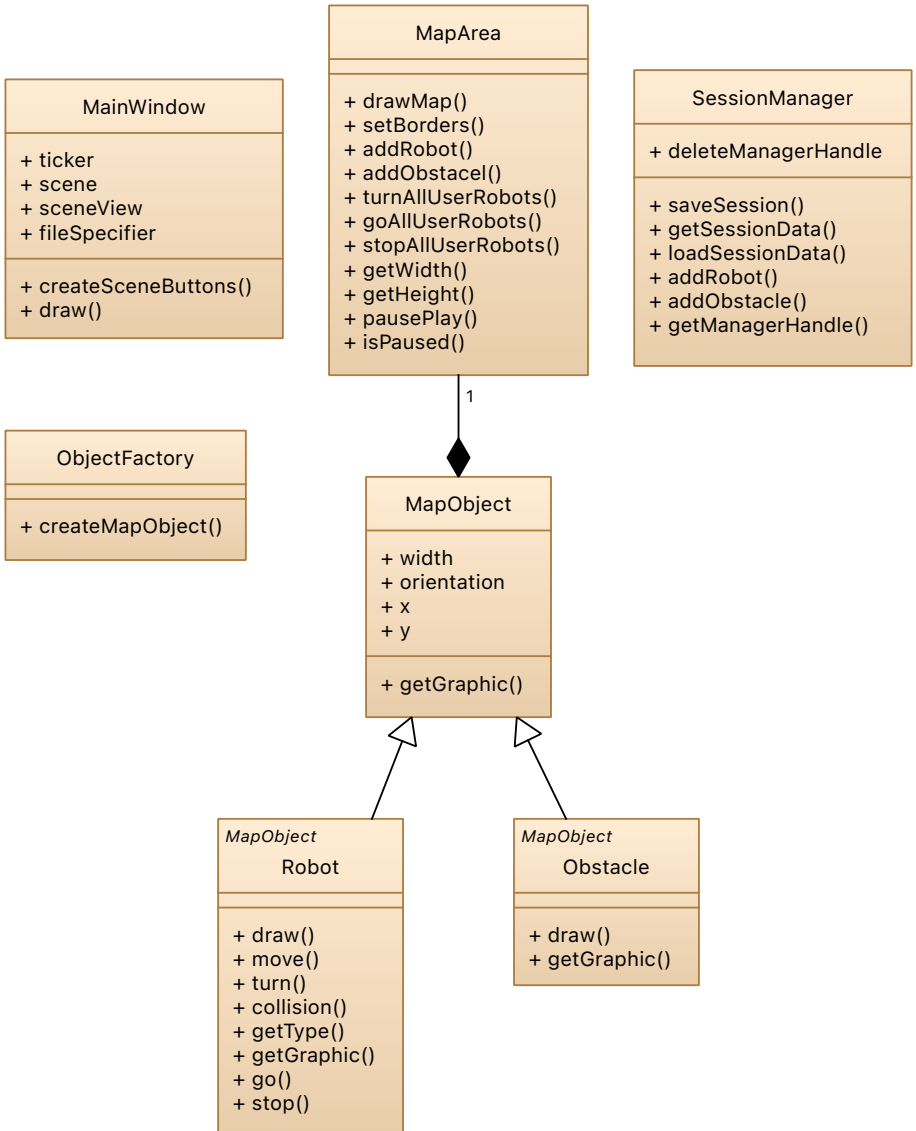 MapArea
+ drawMap()
+ setBorders()
+ addRobot()
+ addObstacel()
+ turnAllUserRobots()
+ goAllUserRobots()
+ stopAllUserRobots()
+ getWidth()
+ getHeight()
+ pausePlay()
+ isPaused()
MainWindow
+ ticker
+ scene
+ sceneView
+ fileSpecifier
+ createSceneButtons()
+ draw()
SessionManager
+ deleteManagerHandle
+ saveSession()
+ getSessionData()
+ loadSessionData()
+ addRobot()
+ addObstacle()
+ getManagerHandle()
1
ObjectFactory
+ createMapObject()
MapObject
+ width
+ orientation
+ x
+ y
+ getGraphic()
MapObject
Robot
+ draw()
+ move()
+ turn()
+ collision()
+ getType()
+ getGraphic()
+ go()
+ stop()
MapObject
Obstacle
+ draw()
+ getGraphic()